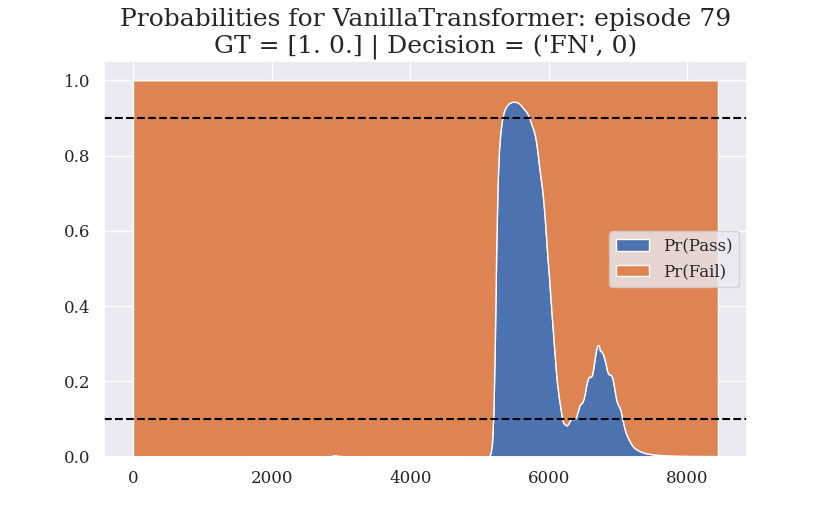 Probabilities for VanillaTransformer: episode 79
GT = [1. 0.] | Decision = ('FN', 0)
1.0
0.8
0.6
0.4
0.2
0.0
Pr(Pass)
Pr(Fail)
0 2000 4000 6000 8000